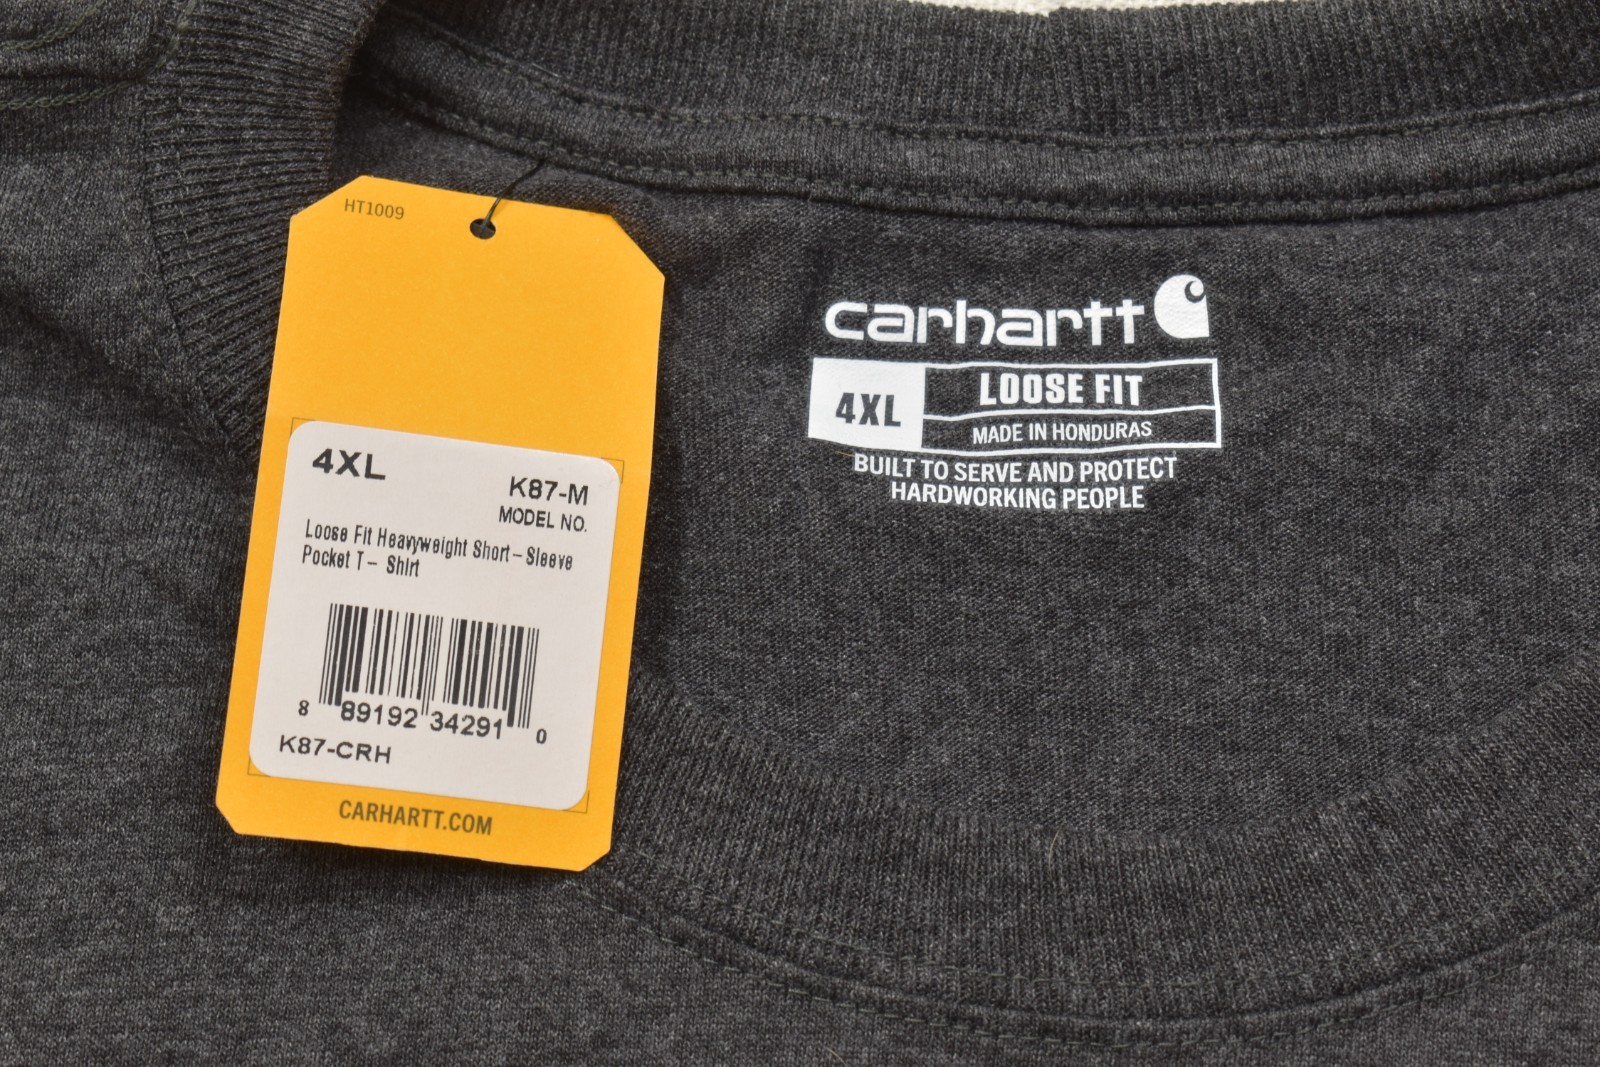 HT1009
4XL
K87-M
MODEL NO.
Loose Fit Heavyweight Short-Sleeve
Pocket T- Shirt
8 89192 34291 0
K87-CRH
CARHARTT.COM
carhartt
4XL
LOOSE FIT
MADE IN HONDURAS
BUILT TO SERVE AND PROTECT
HARDWORKING PEOPLE